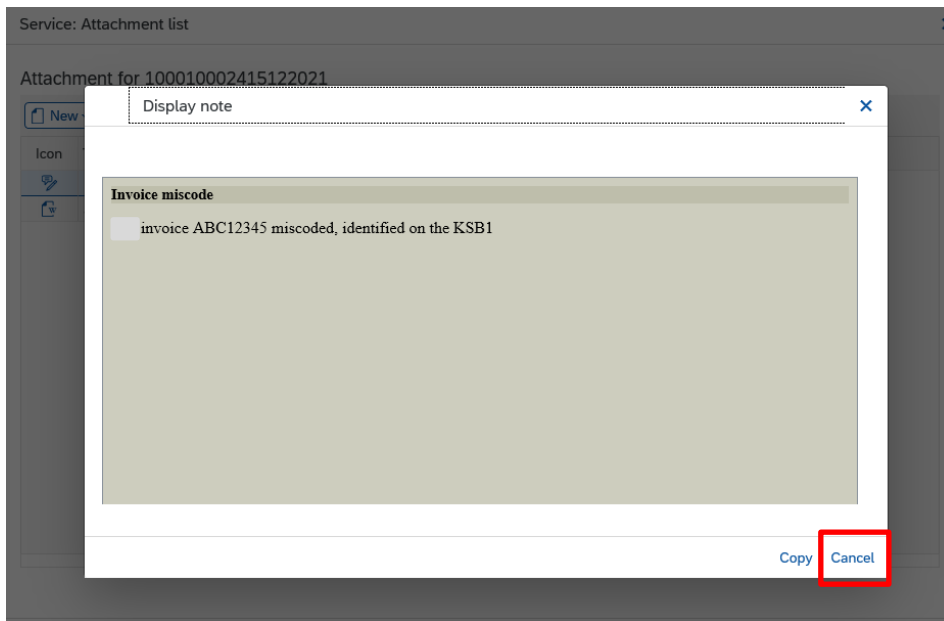 Service: Attachment list
Attachment for 100010002415122021
Display note
New
Icon
Invoice miscode
invoice ABC12345 miscoded, identified on the KSB1
Copy Cancel